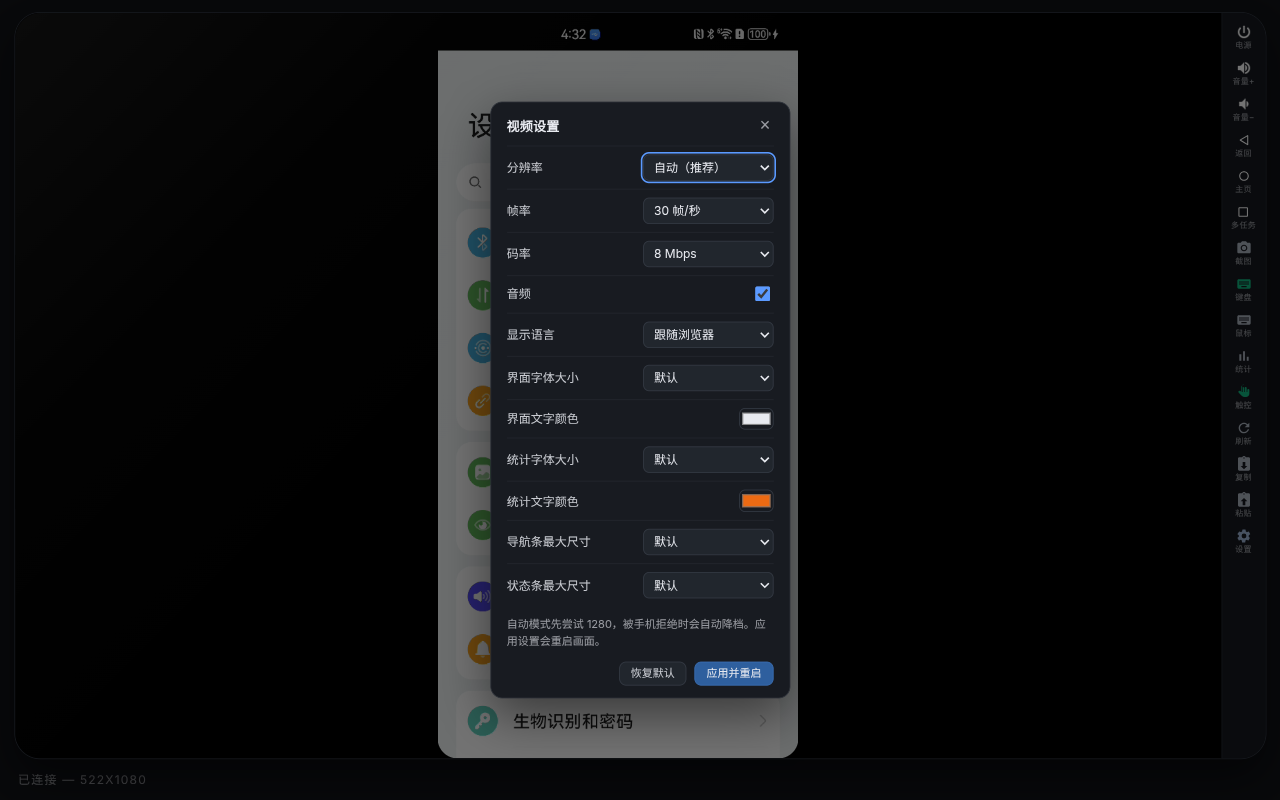 4:32
100
设
视频设置
分辨率
自动（推荐）
帧率
30 帧/秒
码率
8 Mbps
音频
显示语言
跟随浏览器
界面字体大小
默认
界面文字颜色
统计字体大小
默认
统计文字颜色
导航条最大尺寸
默认
状态条最大尺寸
默认
自动模式先尝试 1280，被手机拒绝时会自动降档。应
用设置会重启画面。
恢复默认
应用并重启
生物识别和密码
电源
音量+
音量-
返回
主页
多任务
截图
键盘
鼠标
统计
触控
刷新
复制
粘贴
设置
已连接 — 522X1080